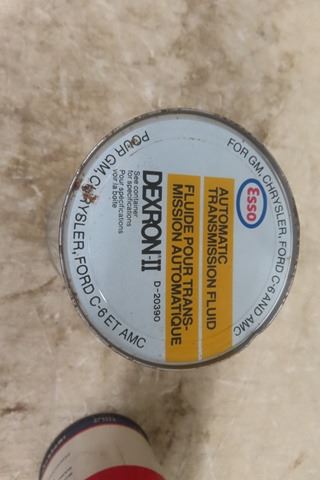 FOR GM, CHRYSLER, FORD C-6 AND AMC
ESSO
AUTOMATIC
TRANSMISSION FLUID
FLUIDE POUR TRANS-
MISSION AUTOMATIQUE
DEXRON®-II D-20390
See container
for specifications
Pour spécifications
voir la boîte
POUR GM, CHRYSLER, FORD C-6 ET AMC